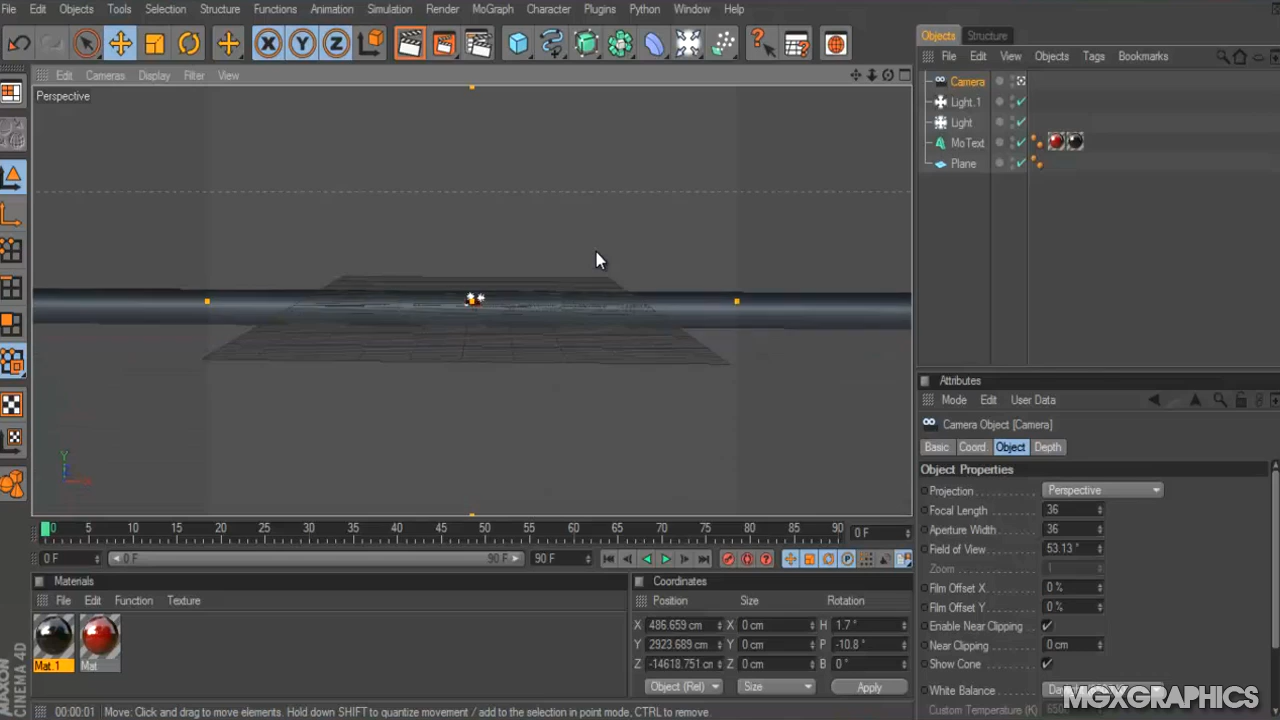 File Edit Objects Tools Selection Structure Functions Animation Simulation Render MoGraph Character Plugins Python Window Help
Edit Cameras Display Filter View
Perspective
Y
0 5 10 15 20 25 30 35 40 45 50 55 60 65 70 75 80 85 90 0 F
0 F 0 F 90 F 90 F
Materials
File Edit Function Texture
Mat.1 Mat
Coordinates
Position Size Rotation
X 486.659 cm X 0 cm H 1.7 °
Y 2923.689 cm Y 0 cm P -10.8 °
Z -14618.751 cm Z 0 cm B 0 °
Object (Rel) Size Apply
00:00:01 Move: Click and drag to move elements. Hold down SHIFT to quantize movement / add to the selection in point mode, CTRL to remove.
MAXON
CINEMA 4D
Objects Structure
File Edit View Objects Tags Bookmarks
Camera
Light.1
Light
MoText
Plane
Attributes
Mode Edit User Data
Camera Object [Camera]
Basic Coord. Object Depth
Object Properties
Projection Perspective
Focal Length 36
Aperture Width 36
Field of View 53.13 °
Zoom 1
Film Offset X 0 %
Film Offset Y 0 %
Enable Near Clipping
Near Clipping 0 cm
Show Cone
White Balance
Custom Temperature (K)
MGXGRAPHICS